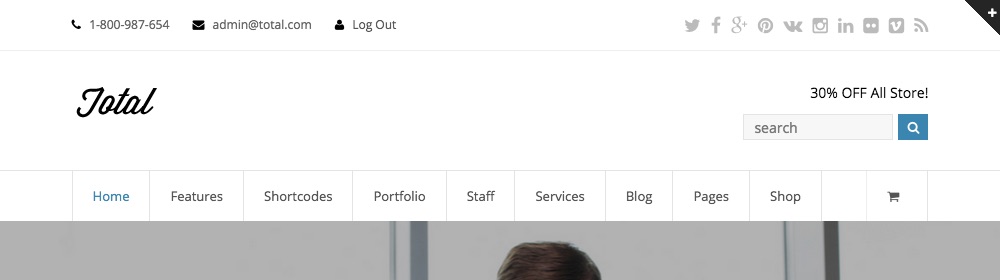 1-800-987-654 admin@total.com Log Out
Total
30% OFF All Store!
search
Home Features Shortcodes Portfolio Staff Services Blog Pages Shop